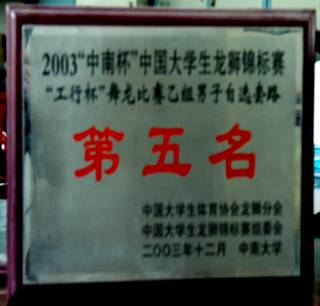 2003“中南杯”中国大学生龙狮锦标赛
“工行杯”舞龙比赛乙组男子自选套路
第五名
中国大学生体育协会龙狮分会
中国大学生龙狮锦标赛组委会
二〇〇三年十二月 中南大学